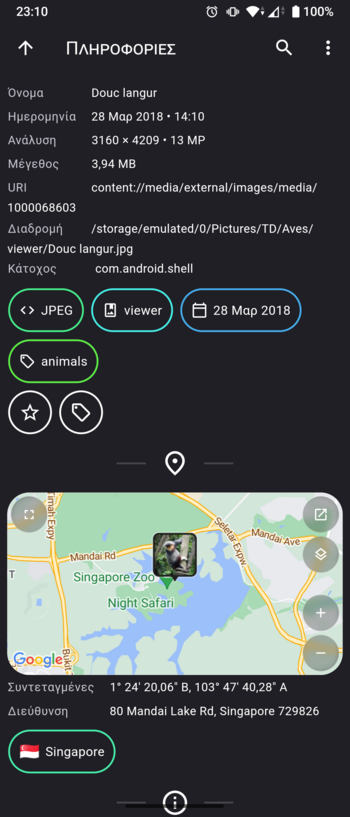 23:10
100%
ΠΛΗΡΟΦΟΡΙΕΣ
Όνομα Douc langur
Ημερομηνία 28 Μαρ 2018 • 14:10
Ανάλυση 3160 × 4209 • 13 MP
Μέγεθος 3,94 MB
URI content://media/external/images/media/
1000068603
Διαδρομή /storage/emulated/0/Pictures/TD/Aves/
viewer/Douc langur.jpg
Κάτοχος com.android.shell
JPEG
viewer
28 Μαρ 2018
animals
Timah Expy
Seletar Expy
Mandai Rd
Mandai Ave
T
Singapore Zoo
Night Safari
Google
Bukit
Συντεταγμένες 1° 24′ 20,06″ Β, 103° 47′ 40,28″ Α
Διεύθυνση 80 Mandai Lake Rd, Singapore 729826
Singapore